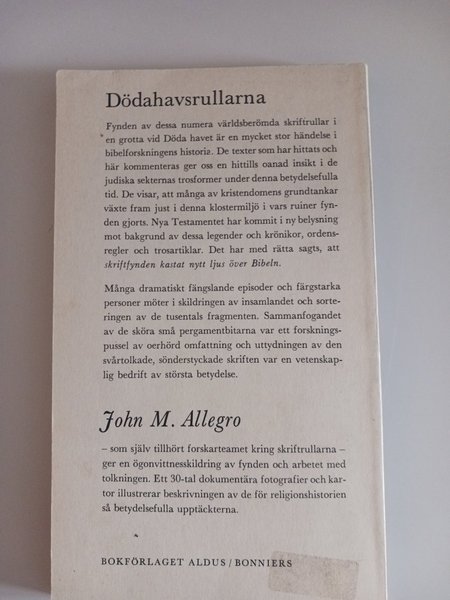 Dödahavsrullarna
Fynden av dessa numera världsberömda skriftrullar i
en grotta vid Döda havet är en mycket stor händelse i
bibelforskningens historia. De texter som har hittats och
här kommenteras ger oss en hittills oanad insikt i de
judiska sekternas trosformer under denna betydelsefulla
tid. De visar, att många av kristendomens grundtankar
växte fram just i denna klostermiljö i vars ruiner fyn-
den gjorts. Nya Testamentet har kommit i ny belysning
mot bakgrund av dessa legender och krönikor, ordens-
regler och trosartiklar. Det har med rätta sagts, att
skriftfynden kastat nytt ljus över Bibeln.
Många dramatiskt fängslande episoder och färgstarka
personer möter i skildringen av insamlandet och sorte-
ringen av de tusentals fragmenten. Sammanfogandet
av de sköra små pergamentbitarna var ett forsknings-
pussel av oerhörd omfattning och uttydningen av den
svårtolkade, sönderstyckade skriften var en vetenskap-
lig bedrift av största betydelse.
John M. Allegro
– som själv tillhört forskarteamet kring skriftrullarna –
ger en ögonvittnesskildring av fynden och arbetet med
tolkningen. Ett 30-tal dokumentära fotografier och kar-
tor illustrerar beskrivningen av de för religionshistorien
så betydelsefulla upptäckterna.
BOKFÖRLAGET ALDUS / BONNIERS